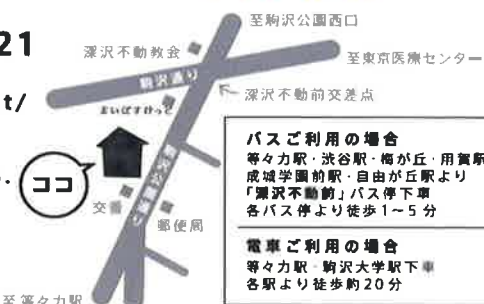 至駒沢公園西口
21
深沢不動教会
至東京医療センター
駒沢通り
t/
まいばすけっと
深沢不動前交差点
ココ
駒沢公園通り
交番
郵便局
至等々力駅
バスご利用の場合
等々力駅・渋谷駅・梅が丘・用賀駅
成城学園前駅・自由が丘駅より
「深沢不動前」バス停下車
各バス停より徒歩1~5分
電車ご利用の場合
等々力駅・駒沢大学駅下車
各駅より徒歩約20分